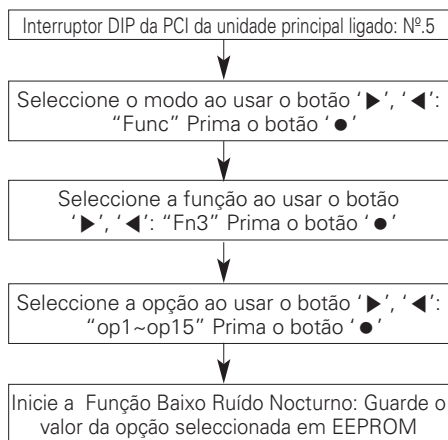 Interruptor DIP da PCI da unidade principal ligado: Nº.5
Seleccione o modo ao usar o botão ‘▶’, ‘◀’:
“Func” Prima o botão ‘●’
Seleccione a função ao usar o botão
‘▶’, ‘◀’: “Fn3” Prima o botão ‘●’
Seleccione a opção ao usar o botão ‘▶’, ‘◀’:
“op1~op15” Prima o botão ‘●’
Inicie a Função Baixo Ruído Nocturno: Guarde o
valor da opção seleccionada em EEPROM